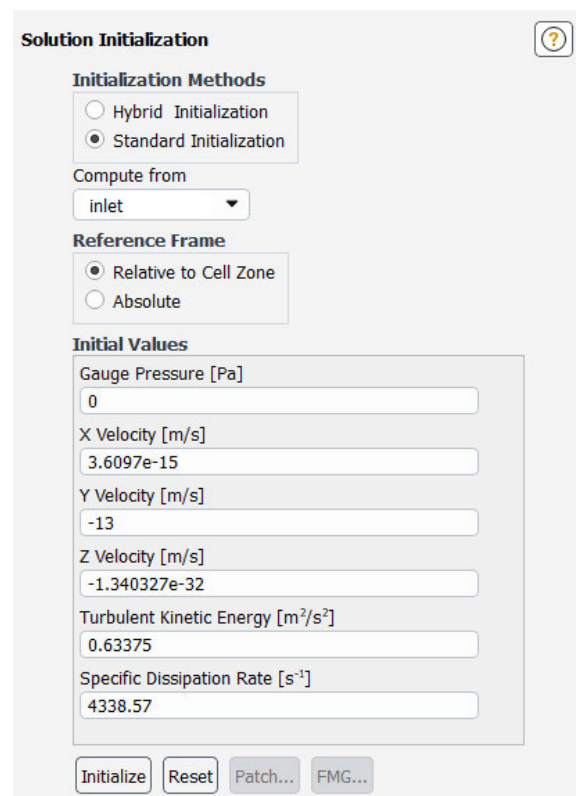 Solution Initialization
?
Initialization Methods
Hybrid Initialization
Standard Initialization
Compute from
inlet
Reference Frame
Relative to Cell Zone
Absolute
Initial Values
Gauge Pressure [Pa]
0
X Velocity [m/s]
3.6097e-15
Y Velocity [m/s]
-13
Z Velocity [m/s]
-1.340327e-32
Turbulent Kinetic Energy [m²/s²]
0.63375
Specific Dissipation Rate [s⁻¹]
4338.57
Initialize Reset Patch... FMG...